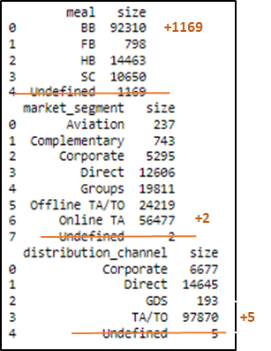 meal size
0 BB 92310 +1169
1 FB 798
2 HB 14463
3 SC 10650
4 Undefined 1169
market_segment size
0 Aviation 237
1 Complementary 743
2 Corporate 5295
3 Direct 12606
4 Groups 19811
5 Offline TA/TO 24219
6 Online TA 56477 +2
7 Undefined 2
distribution_channel size
0 Corporate 6677
1 Direct 14645
2 GDS 193
3 TA/TO 97870 +5
4 Undefined 5